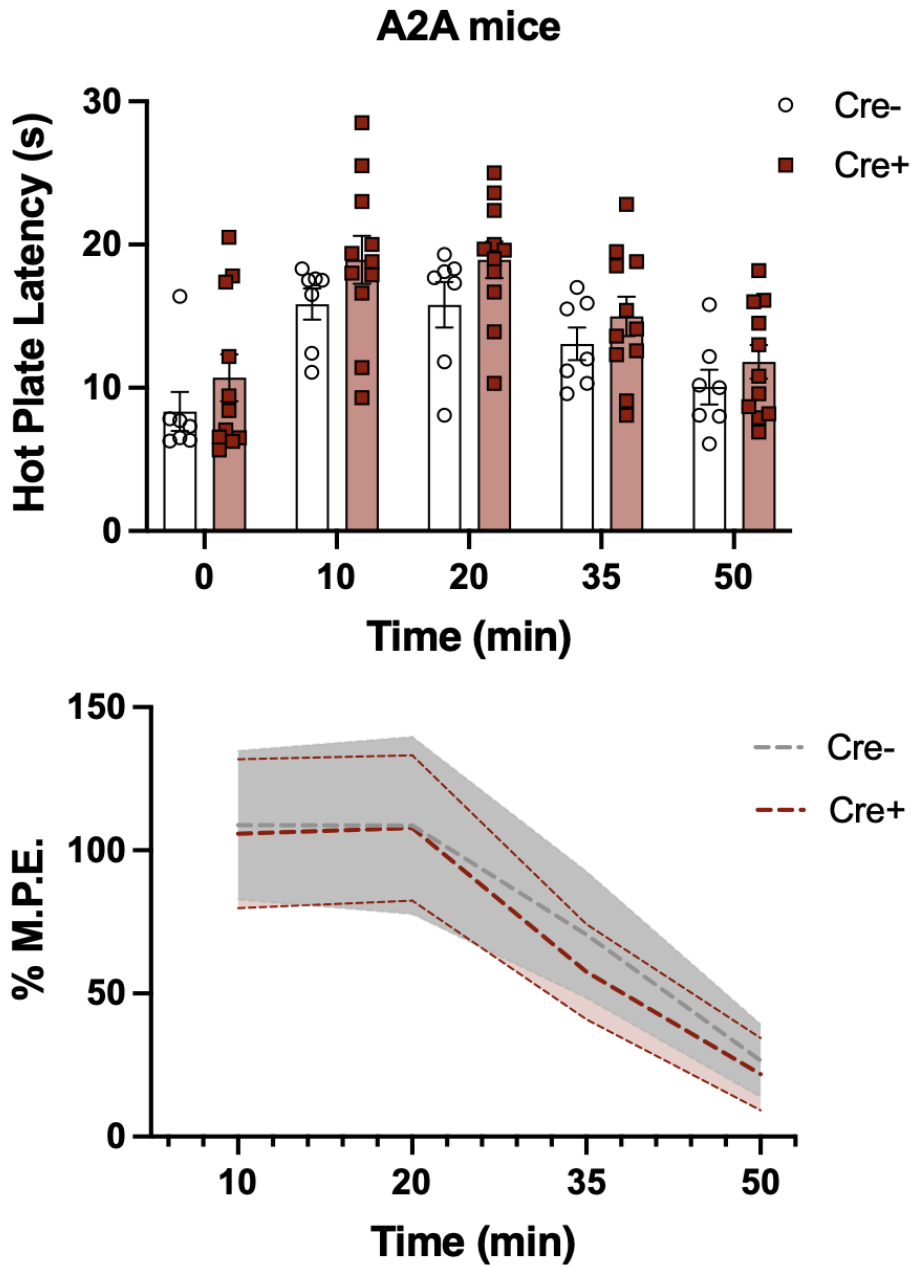 A2A mice
Hot Plate Latency (s)
30
20
10
0
Cre-
Cre+
0 10 20 35 50
Time (min)
% M.P.E.
150
100
50
0
Cre-
Cre+
10 20 35 50
Time (min)